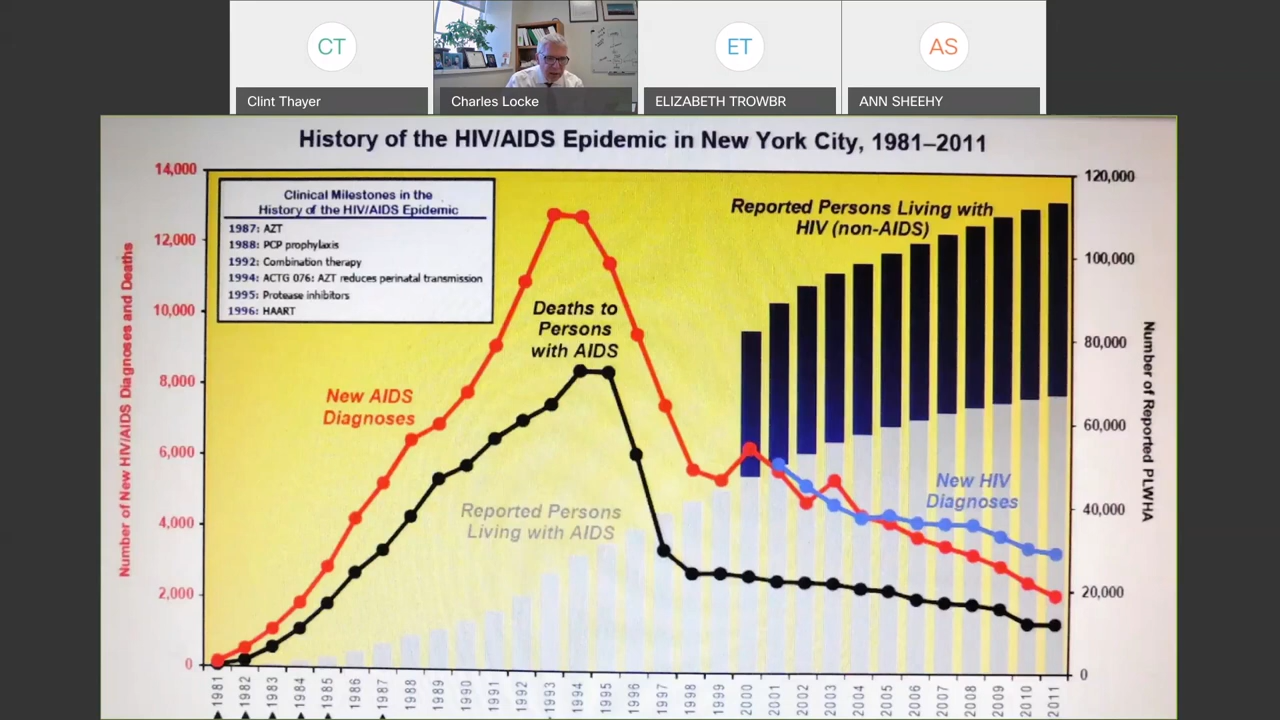 CT
ET
AS
Clint Thayer
Charles Locke
ELIZABETH TROWBR
ANN SHEEHY
History of the HIV/AIDS Epidemic in New York City, 1981–2011
Number of New HIV/AIDS Diagnoses and Deaths
14,000
12,000
10,000
8,000
6,000
4,000
2,000
0
Clinical Milestones in the
History of the HIV/AIDS Epidemic
1987: AZT
1988: PCP prophylaxis
1992: Combination therapy
1994: ACTG 076: AZT reduces perinatal transmission
1995: Protease inhibitors
1996: HAART
New AIDS
Diagnoses
Deaths to
Persons
with AIDS
Reported Persons
Living with AIDS
Reported Persons Living with
HIV (non-AIDS)
New HIV
Diagnoses
120,000
100,000
80,000
60,000
40,000
20,000
0
Number of Reported PLWHA
1981
1982
1983
1984
1985
1986
1987
1988
1989
1990
1991
1992
1993
1994
1995
1996
1997
1998
1999
2000
2001
2002
2003
2004
2005
2006
2007
2008
2009
2010
2011